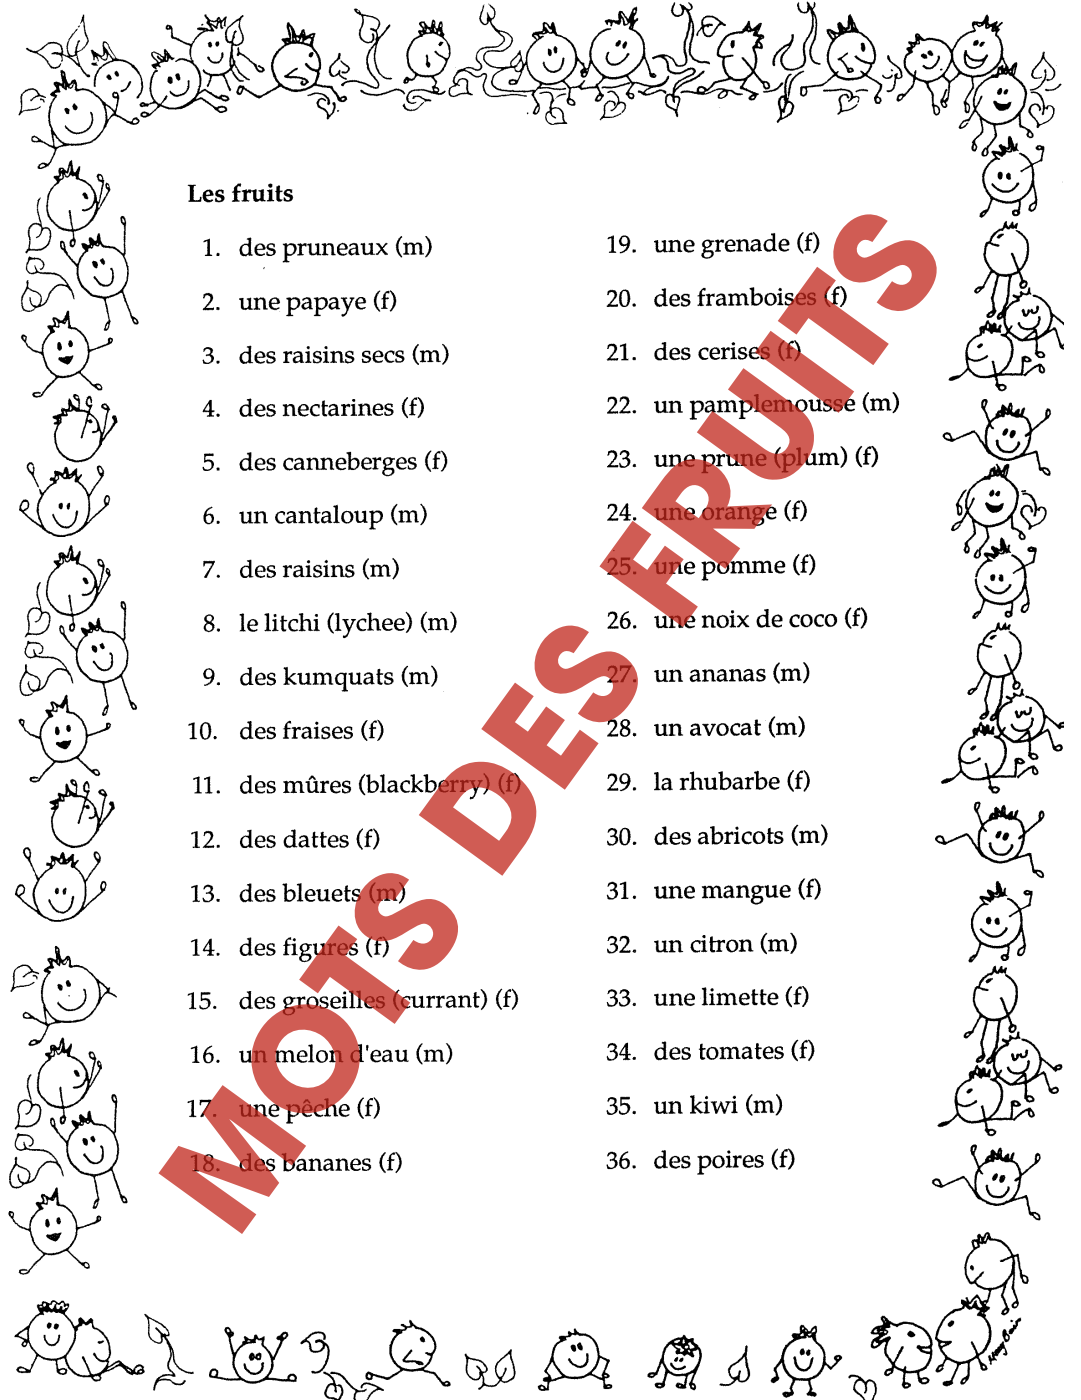 Les fruits
1. des pruneaux (m)
2. une papaye (f)
3. des raisins secs (m)
4. des nectarines (f)
5. des canneberges (f)
6. un cantaloup (m)
7. des raisins (m)
8. le litchi (lychee) (m)
9. des kumquats (m)
10. des fraises (f)
11. des mûres (blackberry) (f)
12. des dattes (f)
13. des bleuets (m)
14. des figures (f)
15. des groseilles (currant) (f)
16. un melon d'eau (m)
17. une pêche (f)
18. des bananes (f)
19. une grenade (f)
20. des framboises (f)
21. des cerises (f)
22. un pamplemousse (m)
23. une prune (plum) (f)
24. une orange (f)
25. une pomme (f)
26. une noix de coco (f)
27. un ananas (m)
28. un avocat (m)
29. la rhubarbe (f)
30. des abricots (m)
31. une mangue (f)
32. un citron (m)
33. une limette (f)
34. des tomates (f)
35. un kiwi (m)
36. des poires (f)
MOTS DES FRUITS